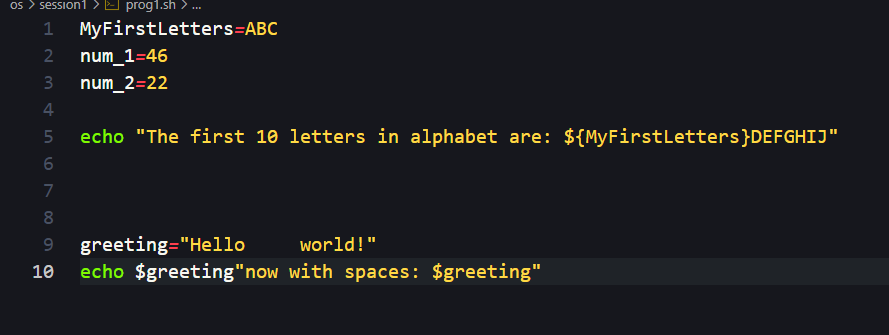 os > session1 > prog1.sh > ...
1 MyFirstLetters=ABC
2 num_1=46
3 num_2=22
4
5 echo "The first 10 letters in alphabet are: ${MyFirstLetters}DEFGHIJ"
6
7
8
9 greeting="Hello     world!"
10 echo $greeting"now with spaces: $greeting"